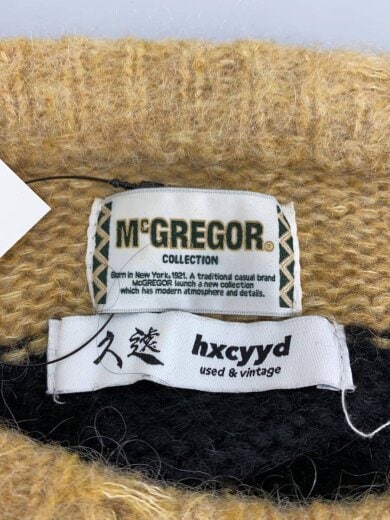 McGREGOR®
COLLECTION
Born in New York, 1921. A traditional casual brand
McGREGOR launch a new collection
which has modern atmosphere and details.
久遠 hxcyyd
used & vintage